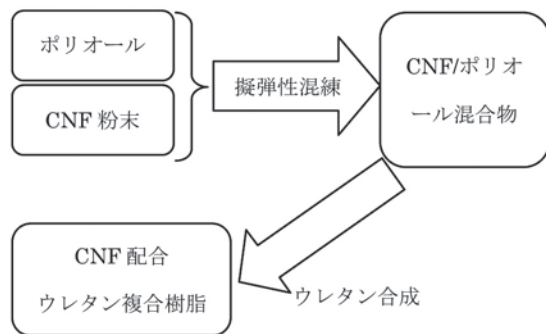 ポリオール
CNF 粉末
擬弾性混練
CNF/ポリオ
ール混合物
CNF 配合
ウレタン複合樹脂
ウレタン合成